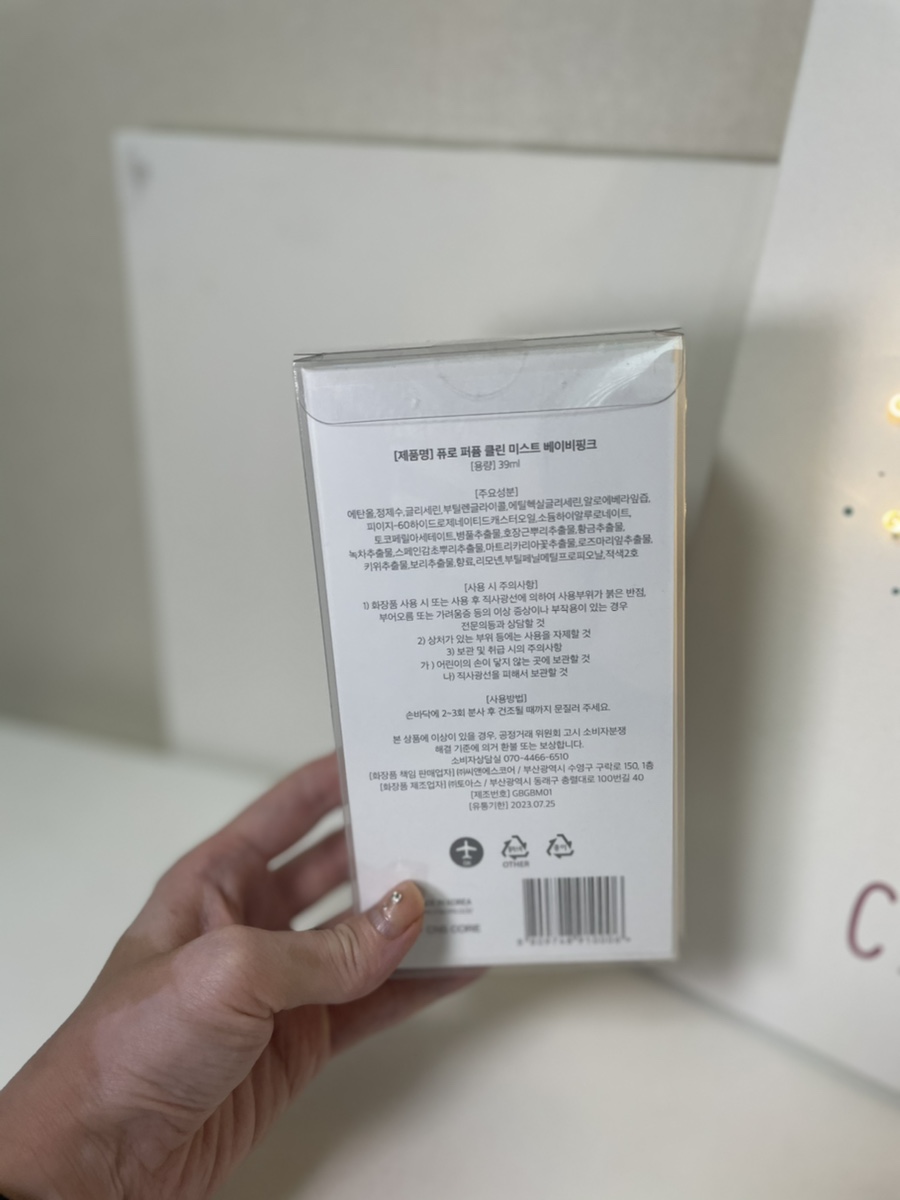 [제품명] 퓨로 퍼퓸 클린 미스트 베이비핑크
[용량] 39ml
[주요성분]
에탄올,정제수,글리세린,부틸렌글라이콜,에틸헥실글리세린,알로에베라잎즙,
피이지-60하이드로제네이티드캐스터오일,소듐하이알루로네이트,
토코페릴아세테이트,병풀추출물,호장근뿌리추출물,황금추출물,
녹차추출물,스페인감초뿌리추출물,마트리카리아꽃추출물,로즈마리잎추출물,
키위추출물,보리추출물,향료,리모넨,부틸페닐메틸프로피오날,적색2호
[사용 시 주의사항]
1) 화장품 사용 시 또는 사용 후 직사광선에 의하여 사용부위가 붉은 반점,
부어오름 또는 가려움증 등의 이상 증상이나 부작용이 있는 경우
전문의등과 상담할 것
2) 상처가 있는 부위 등에는 사용을 자제할 것
3) 보관 및 취급 시의 주의사항
가 ) 어린이의 손이 닿지 않는 곳에 보관할 것
나) 직사광선을 피해서 보관할 것
[사용방법]
손바닥에 2~3회 분사 후 건조될 때까지 문질러 주세요.
본 상품에 이상이 있을 경우, 공정거래 위원회 고시 소비자분쟁
해결 기준에 의거 환불 또는 보상합니다.
소비자상담실 070-4466-6510
[화장품 책임 판매업자] ㈜씨앤에스코어 / 부산광역시 수영구 구락로 150, 1층
[화장품 제조업자] ㈜토아스 / 부산광역시 동래구 충렬대로 100번길 40
[제조번호] GBGBM01
[유통기한] 2023.07.25
OTHER
CNS CORE
C